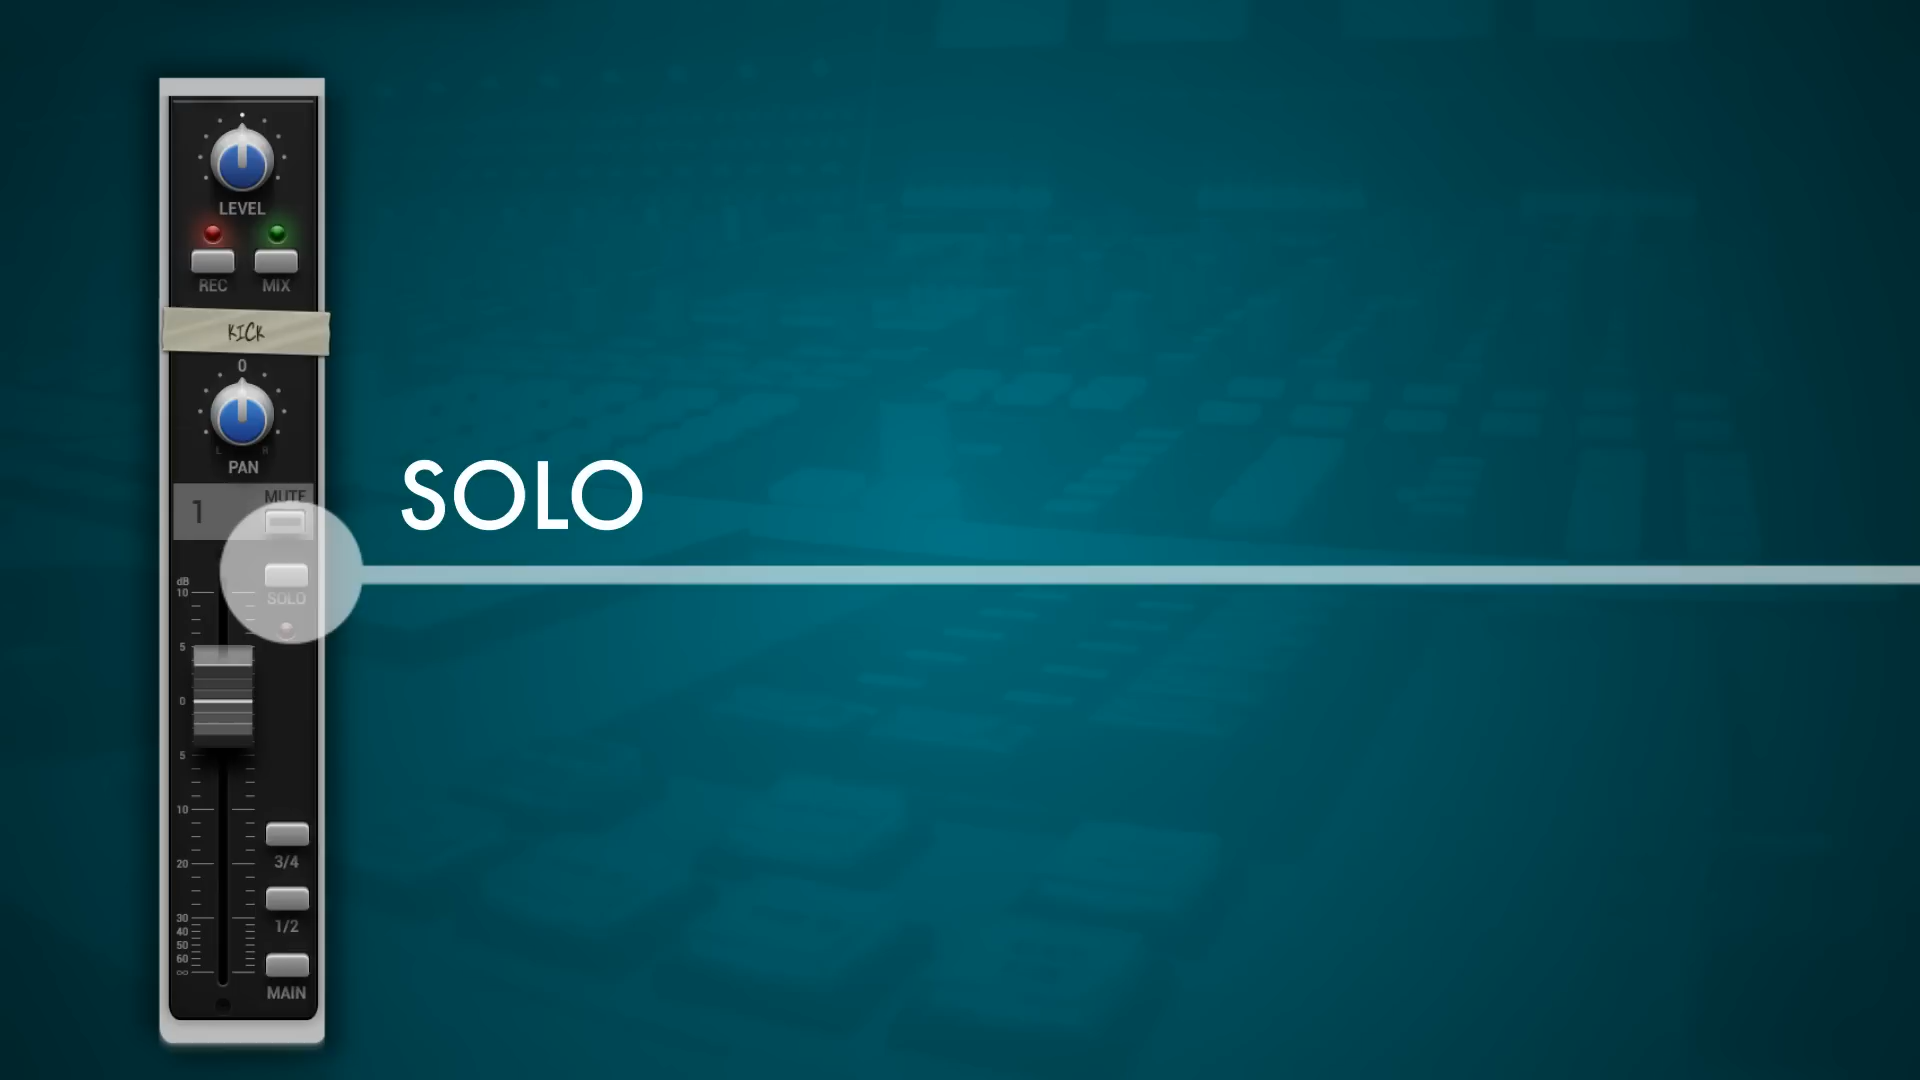 LEVEL
REC MIX
KICK
0
L R
PAN
SOLO
1 MUTE
dB
10
SOLO
5
0
5
10
20
3/4
30
1/2
40
50
60
∞
MAIN